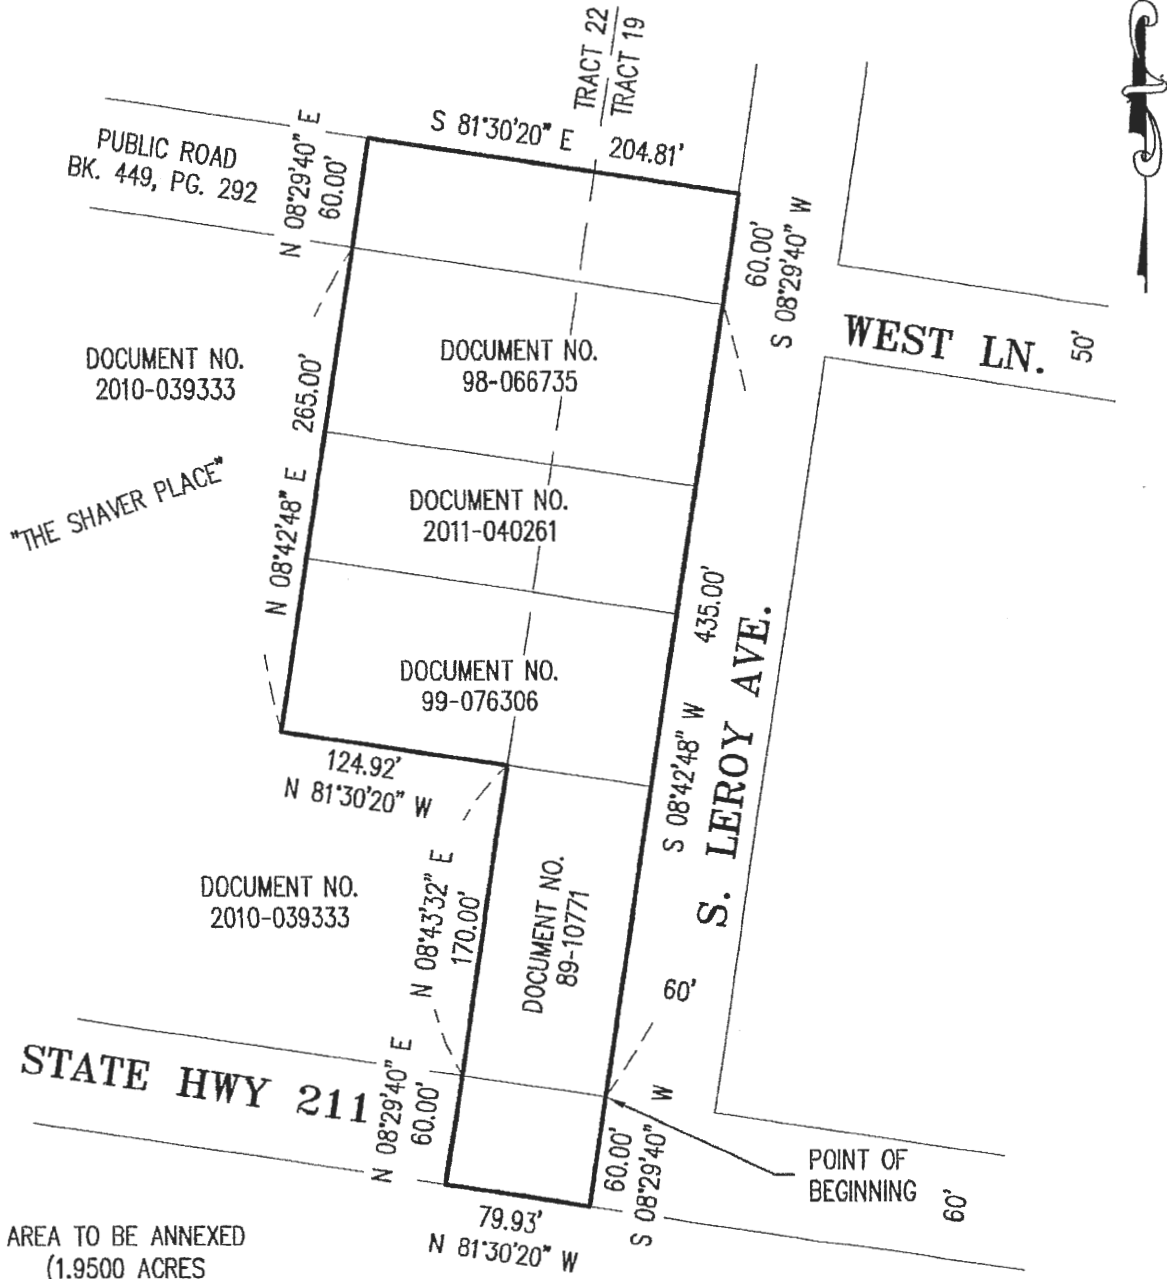 TRACT 22
TRACT 19
S 81°30'20" E 204.81'
PUBLIC ROAD
BK. 449, PG. 292
N 08°29'40" E
60.00'
60.00'
S 08°29'40" W
WEST LN. 50'
DOCUMENT NO.
2010-039333
DOCUMENT NO.
98-066735
"THE SHAVER PLACE"
N 08°42'48" E 265.00'
DOCUMENT NO.
2011-040261
DOCUMENT NO.
99-076306
S 08°42'48" W 435.00'
S. LEROY AVE.
60'
124.92'
N 81°30'20" W
DOCUMENT NO.
2010-039333
N 08°43'32" E
170.00'
DOCUMENT NO.
89-10771
STATE HWY 211
N 08°29'40" E
60.00'
60.00'
S 08°29'40" W
POINT OF
BEGINNING
60'
79.93'
N 81°30'20" W
AREA TO BE ANNEXED
(1.9500 ACRES